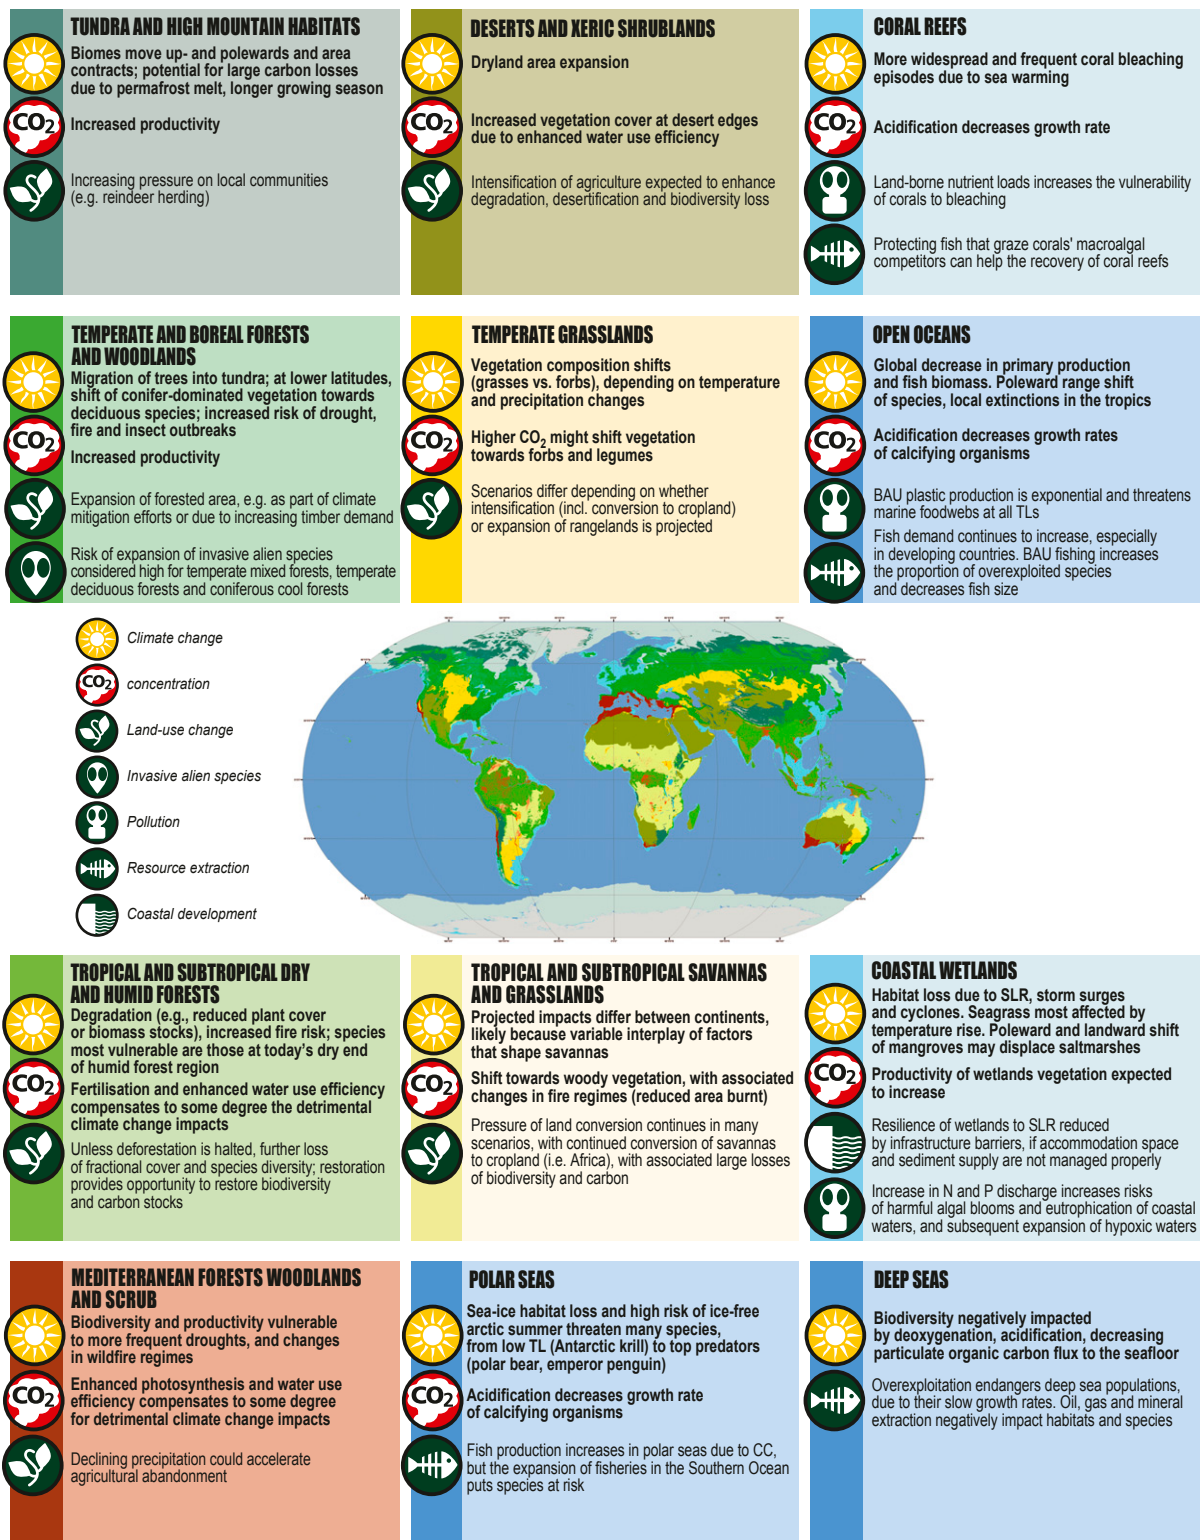 TUNDRA AND HIGH MOUNTAIN HABITATS
Biomes move up- and polewards and area
contracts; potential for large carbon losses
due to permafrost melt, longer growing season
CO2
Increased productivity
Increasing pressure on local communities
(e.g. reindeer herding)
DESERTS AND XERIC SHRUBLANDS
Dryland area expansion
CO2
Increased vegetation cover at desert edges
due to enhanced water use efficiency
Intensification of agriculture expected to enhance
degradation, desertification and biodiversity loss
CORAL REEFS
More widespread and frequent coral bleaching
episodes due to sea warming
CO2
Acidification decreases growth rate
Land-borne nutrient loads increases the vulnerability
of corals to bleaching
Protecting fish that graze corals' macroalgal
competitors can help the recovery of coral reefs
TEMPERATE AND BOREAL FORESTS
AND WOODLANDS
Migration of trees into tundra; at lower latitudes,
shift of conifer-dominated vegetation towards
deciduous species; increased risk of drought,
fire and insect outbreaks
CO2
Increased productivity
Expansion of forested area, e.g. as part of climate
mitigation efforts or due to increasing timber demand
Risk of expansion of invasive alien species
considered high for temperate mixed forests, temperate
deciduous forests and coniferous cool forests
TEMPERATE GRASSLANDS
Vegetation composition shifts
(grasses vs. forbs), depending on temperature
and precipitation changes
CO2
Higher CO2 might shift vegetation
towards forbs and legumes
Scenarios differ depending on whether
intensification (incl. conversion to cropland)
or expansion of rangelands is projected
OPEN OCEANS
Global decrease in primary production
and fish biomass. Poleward range shift
of species, local extinctions in the tropics
CO2
Acidification decreases growth rates
of calcifying organisms
BAU plastic production is exponential and threatens
marine foodwebs at all TLs
Fish demand continues to increase, especially
in developing countries. BAU fishing increases
the proportion of overexploited species
and decreases fish size
Climate change
CO2
concentration
Land-use change
Invasive alien species
Pollution
Resource extraction
Coastal development
TROPICAL AND SUBTROPICAL DRY
AND HUMID FORESTS
Degradation (e.g., reduced plant cover
or biomass stocks), increased fire risk; species
most vulnerable are those at today's dry end
of humid forest region
CO2
Fertilisation and enhanced water use efficiency
compensates to some degree the detrimental
climate change impacts
Unless deforestation is halted, further loss
of fractional cover and species diversity; restoration
provides opportunity to restore biodiversity
and carbon stocks
TROPICAL AND SUBTROPICAL SAVANNAS
AND GRASSLANDS
Projected impacts differ between continents,
likely because variable interplay of factors
that shape savannas
CO2
Shift towards woody vegetation, with associated
changes in fire regimes (reduced area burnt)
Pressure of land conversion continues in many
scenarios, with continued conversion of savannas
to cropland (i.e. Africa), with associated large losses
of biodiversity and carbon
COASTAL WETLANDS
Habitat loss due to SLR, storm surges
and cyclones. Seagrass most affected by
temperature rise. Poleward and landward shift
of mangroves may displace saltmarshes
CO2
Productivity of wetlands vegetation expected
to increase
Resilience of wetlands to SLR reduced
by infrastructure barriers, if accommodation space
and sediment supply are not managed properly
Increase in N and P discharge increases risks
of harmful algal blooms and eutrophication of coastal
waters, and subsequent expansion of hypoxic waters
MEDITERRANEAN FORESTS WOODLANDS
AND SCRUB
Biodiversity and productivity vulnerable
to more frequent droughts, and changes
in wildfire regimes
CO2
Enhanced photosynthesis and water use
efficiency compensates to some degree
for detrimental climate change impacts
Declining precipitation could accelerate
agricultural abandonment
POLAR SEAS
Sea-ice habitat loss and high risk of ice-free
arctic summer threaten many species,
from low TL (Antarctic krill) to top predators
(polar bear, emperor penguin)
CO2
Acidification decreases growth rate
of calcifying organisms
Fish production increases in polar seas due to CC,
but the expansion of fisheries in the Southern Ocean
puts species at risk
DEEP SEAS
Biodiversity negatively impacted
by deoxygenation, acidification, decreasing
particulate organic carbon flux to the seafloor
Overexploitation endangers deep sea populations,
due to their slow growth rates. Oil, gas and mineral
extraction negatively impact habitats and species